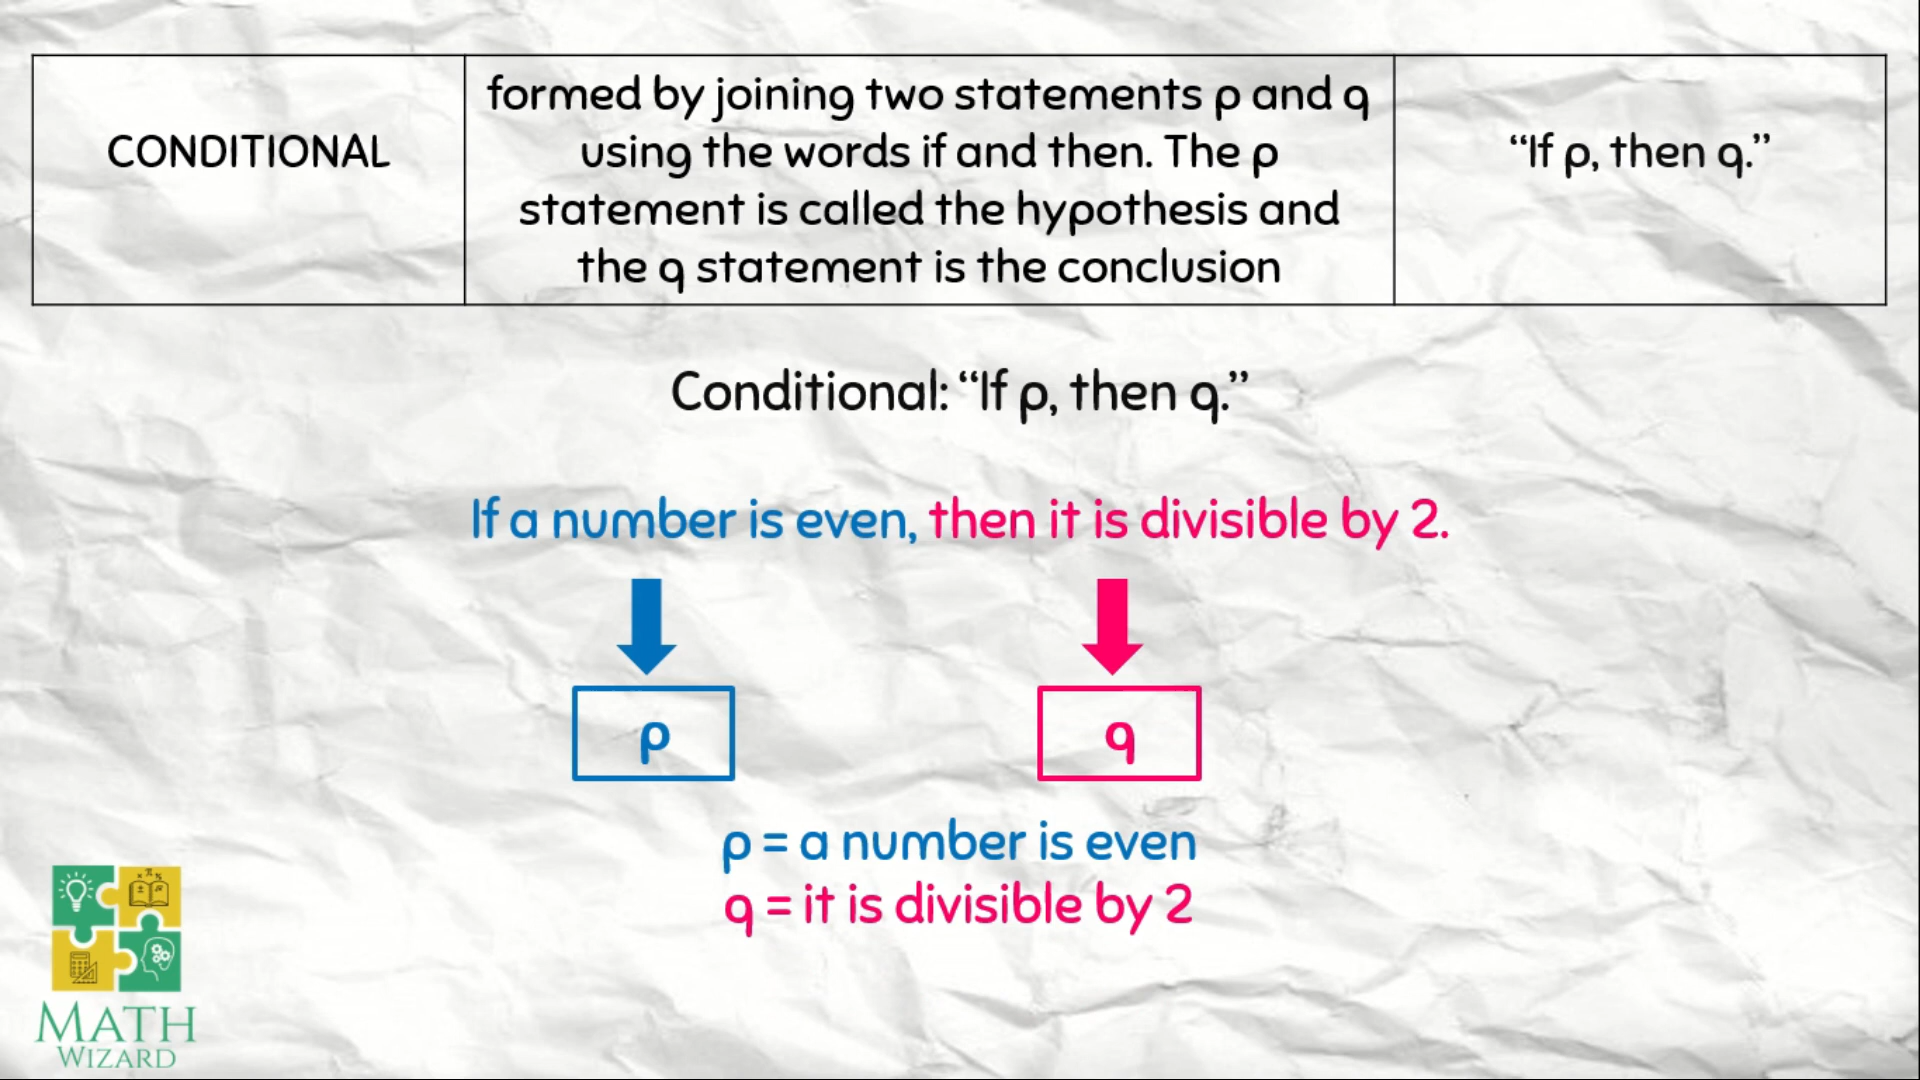 CONDITIONAL
formed by joining two statements p and q
using the words if and then. The p
statement is called the hypothesis and
the q statement is the conclusion
“If p, then q.”
Conditional: “If p, then q.”
If a number is even, then it is divisible by 2.
p
q
p = a number is even
q = it is divisible by 2
MATH
WIZARD